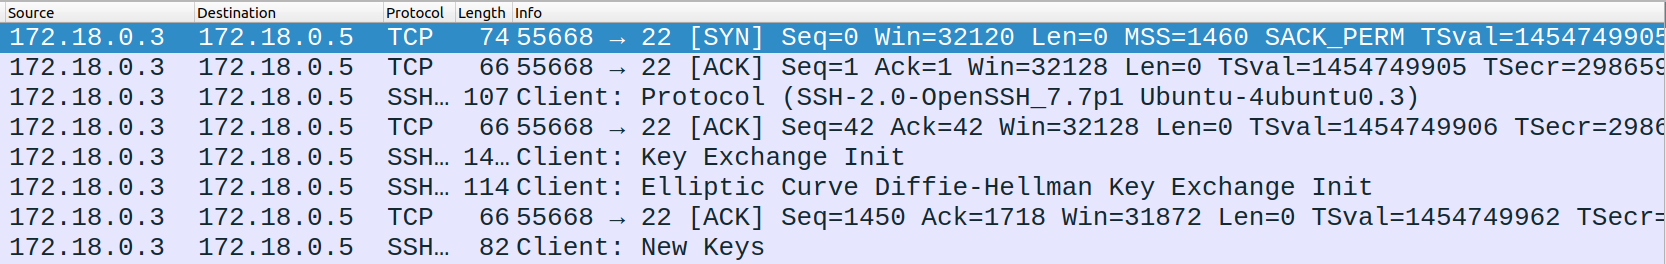 Source Destination Protocol Length Info
172.18.0.3 172.18.0.5 TCP 74 55668 → 22 [SYN] Seq=0 Win=32120 Len=0 MSS=1460 SACK_PERM TSval=1454749905
172.18.0.3 172.18.0.5 TCP 66 55668 → 22 [ACK] Seq=1 Ack=1 Win=32128 Len=0 TSval=1454749905 TSecr=298659
172.18.0.3 172.18.0.5 SSH… 107 Client: Protocol (SSH-2.0-OpenSSH_7.7p1 Ubuntu-4ubuntu0.3)
172.18.0.3 172.18.0.5 TCP 66 55668 → 22 [ACK] Seq=42 Ack=42 Win=32128 Len=0 TSval=1454749906 TSecr=2986
172.18.0.3 172.18.0.5 SSH… 14… Client: Key Exchange Init
172.18.0.3 172.18.0.5 SSH… 114 Client: Elliptic Curve Diffie-Hellman Key Exchange Init
172.18.0.3 172.18.0.5 TCP 66 55668 → 22 [ACK] Seq=1450 Ack=1718 Win=31872 Len=0 TSval=1454749962 TSecr=
172.18.0.3 172.18.0.5 SSH… 82 Client: New Keys